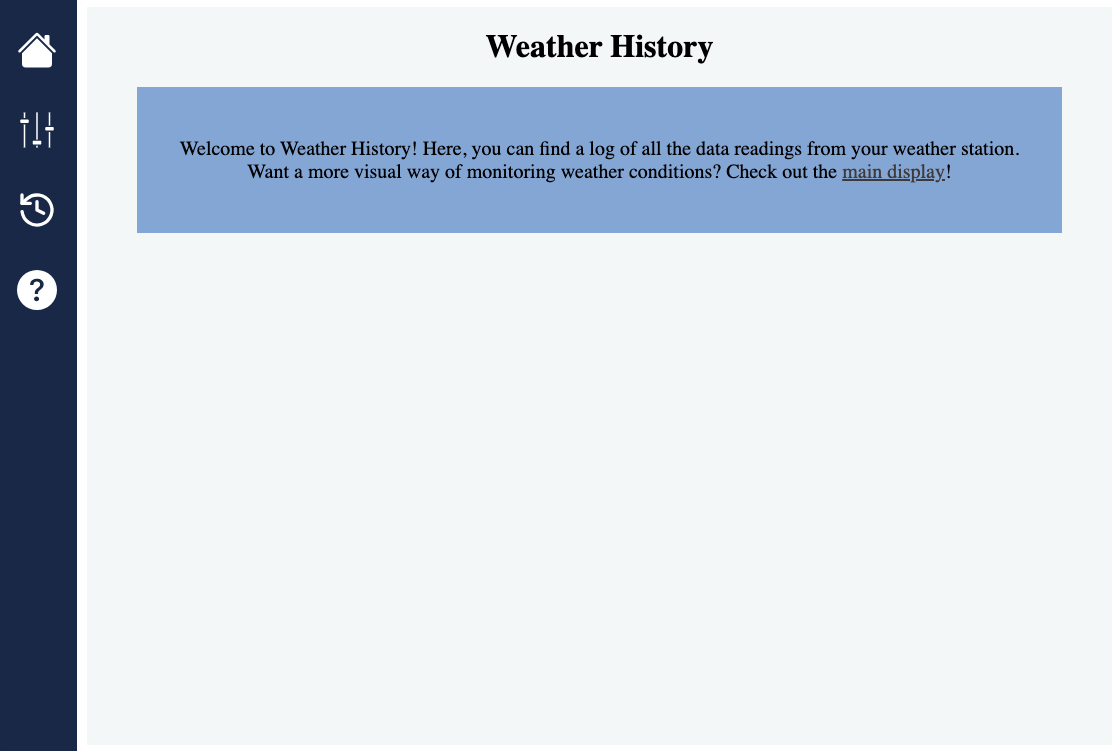 Weather History
Welcome to Weather History! Here, you can find a log of all the data readings from your weather station.
Want a more visual way of monitoring weather conditions? Check out the main display!
?